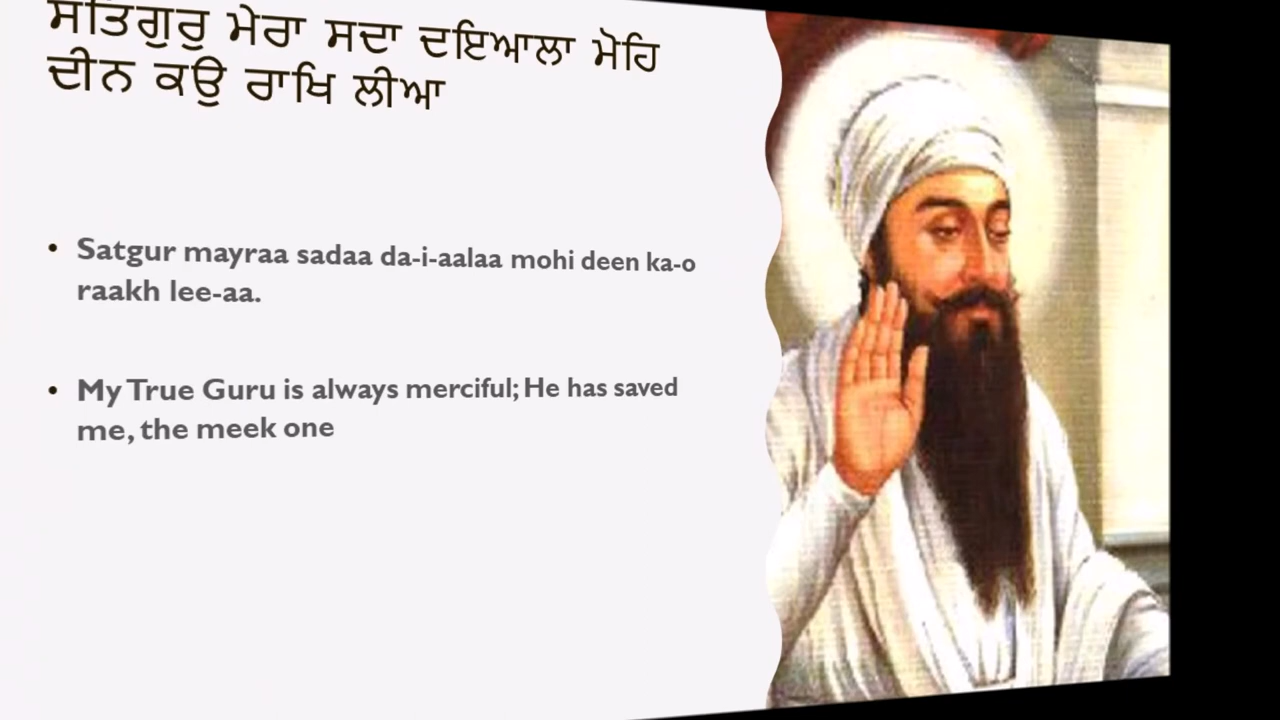 ਸਤਿਗੁਰੁ ਮੇਰਾ ਸਦਾ ਦਇਆਲਾ ਮੋਹਿ
ਦੀਨ ਕਉ ਰਾਖਿ ਲੀਆ
• Satgur mayraa sadaa da-i-aalaa mohi deen ka-o
raakh lee-aa.
• My True Guru is always merciful; He has saved
me, the meek one